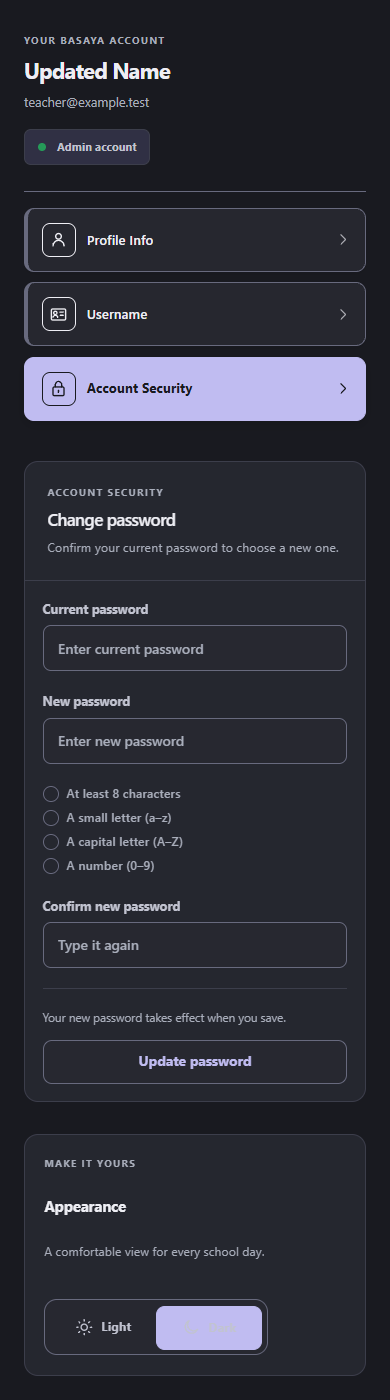 YOUR BASAYA ACCOUNT
Updated Name
teacher@example.test
Admin account
Profile Info
Username
Account Security
ACCOUNT SECURITY
Change password
Confirm your current password to choose a new one.
Current password
Enter current password
New password
Enter new password
At least 8 characters
A small letter (a–z)
A capital letter (A–Z)
A number (0–9)
Confirm new password
Type it again
Your new password takes effect when you save.
Update password
MAKE IT YOURS
Appearance
A comfortable view for every school day.
Light